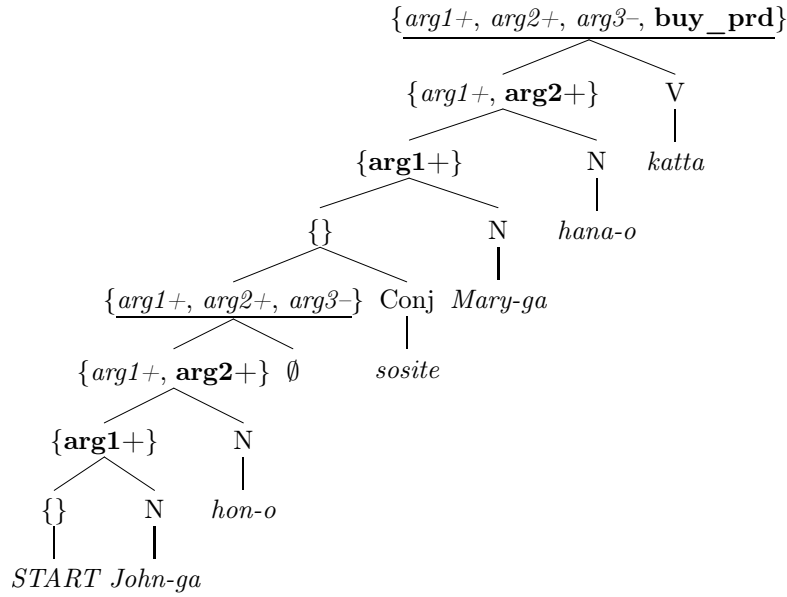 {arg1+, arg2+, arg3–, buy_prd}
{arg1+, arg2+} V
{arg1+} N katta
{} N hana-o
{arg1+, arg2+, arg3–} Conj Mary-ga
{arg1+, arg2+} ∅ sosite
{arg1+} N
{} N hon-o
START John-ga